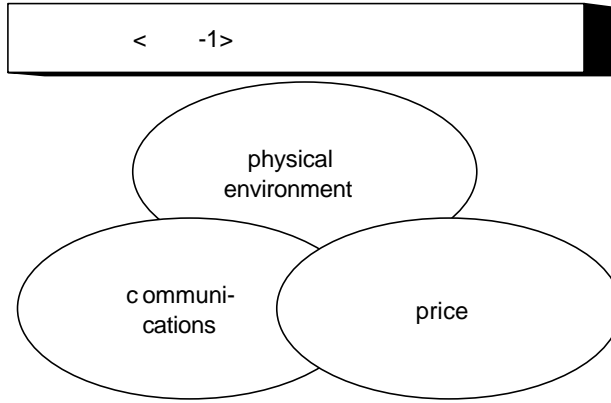 < -1>
physical
environment
c ommuni-
cations
price